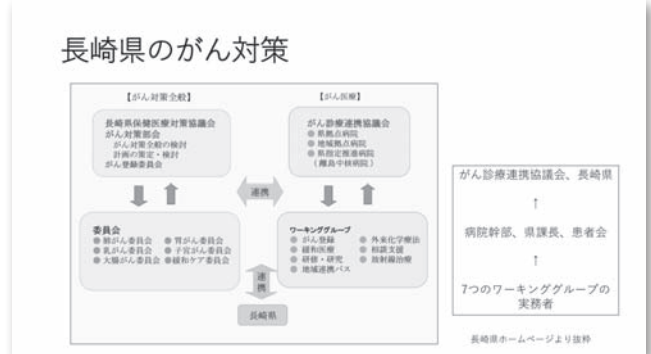 長崎県のがん対策
【がん対策全般】
長崎県保健医療対策協議会
がん対策部会
がん対策全般の検討
計画の策定・検討
がん登録委員会
【がん医療】
がん診療連携協議会
● 県拠点病院
● 地域拠点病院
● 県指定推進病院
(離島中核病院)
連携
委員会
● 肺がん委員会 ● 胃がん委員会
● 乳がん委員会 ● 子宮がん委員会
● 大腸がん委員会 ● 緩和ケア委員会
ワーキンググループ
● がん登録 ● 外来化学療法
● 緩和医療 ● 相談支援
● 研修・研究 ● 放射線治療
● 地域連携パス
連携
長崎県
がん診療連携協議会、長崎県
↑
病院幹部、県課長、患者会
↑
7つのワーキンググループの
実務者
長崎県ホームページより抜粋